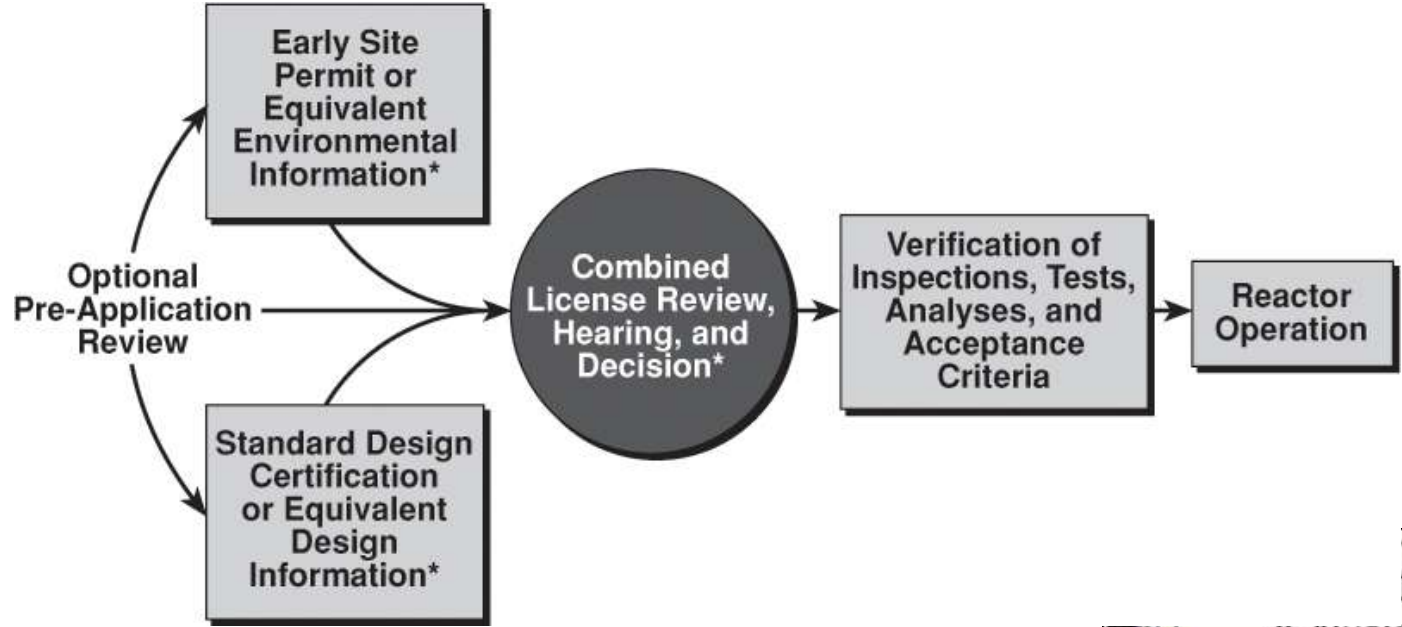 Early Site
Permit or
Equivalent
Environmental
Information*
Optional
Pre-Application
Review
Combined
License Review,
Hearing, and
Decision*
Verification of
Inspections, Tests,
Analyses, and
Acceptance
Criteria
Reactor
Operation
Standard Design
Certification
or Equivalent
Design
Information*